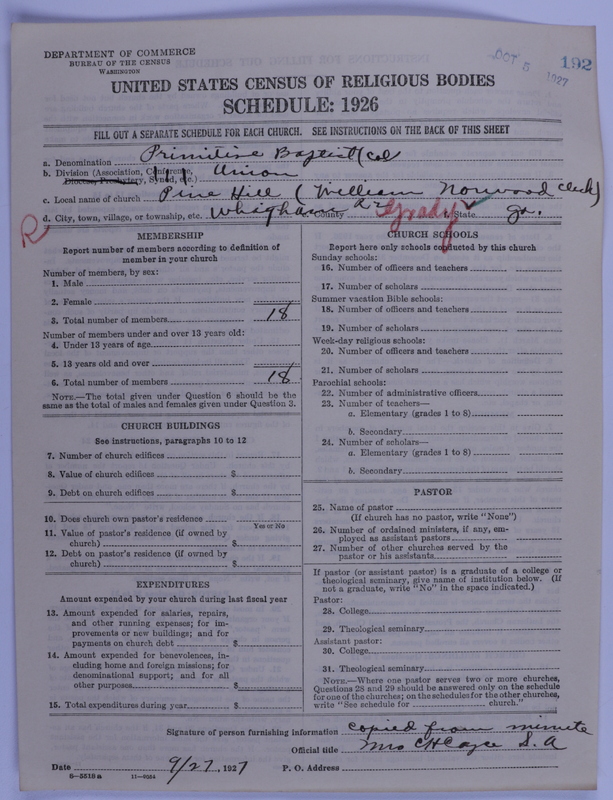 DEPARTMENT OF COMMERCE
BUREAU OF THE CENSUS
WASHINGTON
OCT 5 1927
192
UNITED STATES CENSUS OF RELIGIOUS BODIES
SCHEDULE: 1926
FILL OUT A SEPARATE SCHEDULE FOR EACH CHURCH. SEE INSTRUCTIONS ON THE BACK OF THIS SHEET
a. Denomination Primitive Baptist (Col
b. Division (Association, Conference, Union
Diocese, Presbytery, Synod, etc.)
c. Local name of church Pine Hill (William Norwood Clerk)
d. City, town, village, or township, etc. Whigham R2 County Grady State Ga.
R
MEMBERSHIP
Report number of members according to definition of
member in your church
Number of members, by sex:
1. Male
2. Female
3. Total number of members 18
Number of members under and over 13 years old:
4. Under 13 years of age
5. 13 years old and over
6. Total number of members 18
NOTE.—The total given under Question 6 should be the
same as the total of males and females given under Question 3.
CHURCH BUILDINGS
See instructions, paragraphs 10 to 12
7. Number of church edifices
8. Value of church edifices $
9. Debt on church edifices $
10. Does church own pastor's residence
Yes or No
11. Value of pastor's residence (if owned by
church) $
12. Debt on pastor's residence (if owned by
church) $
EXPENDITURES
Amount expended by your church during last fiscal year
13. Amount expended for salaries, repairs,
and other running expenses; for im-
provements or new buildings; and for
payments on church debt $
14. Amount expended for benevolences, in-
cluding home and foreign missions; for
denominational support; and for all
other purposes $
15. Total expenditures during year $
CHURCH SCHOOLS
Report here only schools conducted by this church
Sunday schools:
16. Number of officers and teachers
17. Number of scholars
Summer vacation Bible schools:
18. Number of officers and teachers
19. Number of scholars
Week-day religious schools:
20. Number of officers and teachers
21. Number of scholars
Parochial schools:
22. Number of administrative officers
23. Number of teachers—
a. Elementary (grades 1 to 8)
b. Secondary
24. Number of scholars—
a. Elementary (grades 1 to 8)
b. Secondary
PASTOR
25. Name of pastor
(If church has no pastor, write "None")
26. Number of ordained ministers, if any, em-
ployed as assistant pastors
27. Number of other churches served by the
pastor or his assistants
If pastor (or assistant pastor) is a graduate of a college or
theological seminary, give name of institution below. (If
not a graduate, write "No" in the space indicated.)
Pastor:
28. College
29. Theological seminary
Assistant pastor:
30. College
31. Theological seminary
NOTE.—Where one pastor serves two or more churches,
Questions 28 and 29 should be answered only on the schedule
for one of the churches; on the schedules for the other churches,
write "See schedule for church."
Signature of person furnishing information copied from minute
Official title Mrs C H Cayce S. A
Date 9/27, 1927 P. O. Address
8-5518 a 11-9264